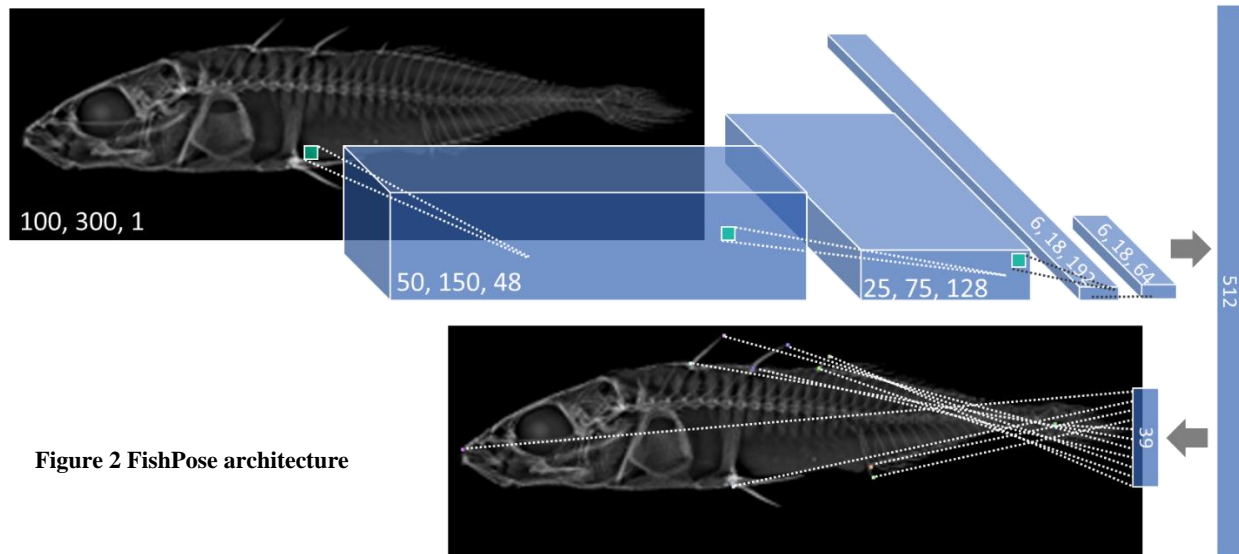 100, 300, 1
50, 150, 48
25, 75, 128
6, 18, 192
6, 18, 64
512
39
Figure 2 FishPose architecture